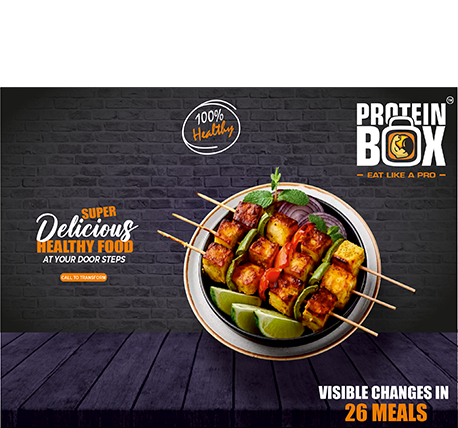 100%
Healthy
PROTEIN
BOX
TM
- EAT LIKE A PRO -
SUPER
Delicious
HEALTHY FOOD
AT YOUR DOOR STEPS
CALL TO TRANSFORM
VISIBLE CHANGES IN
26 MEALS